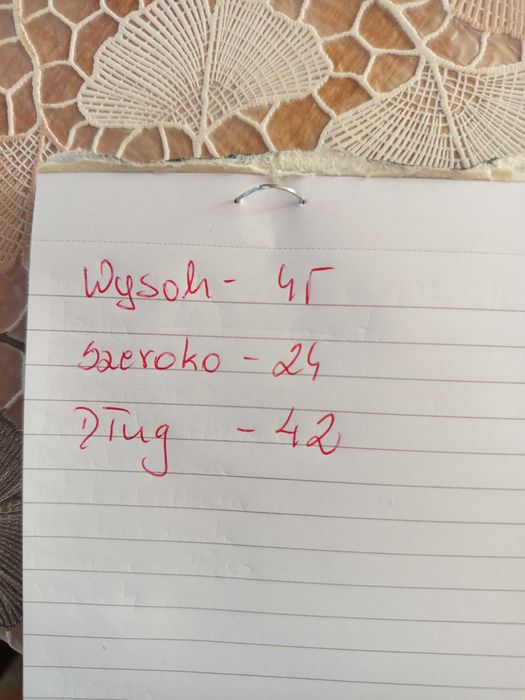 Wysok - 45
Szeroko - 24
Dług - 42